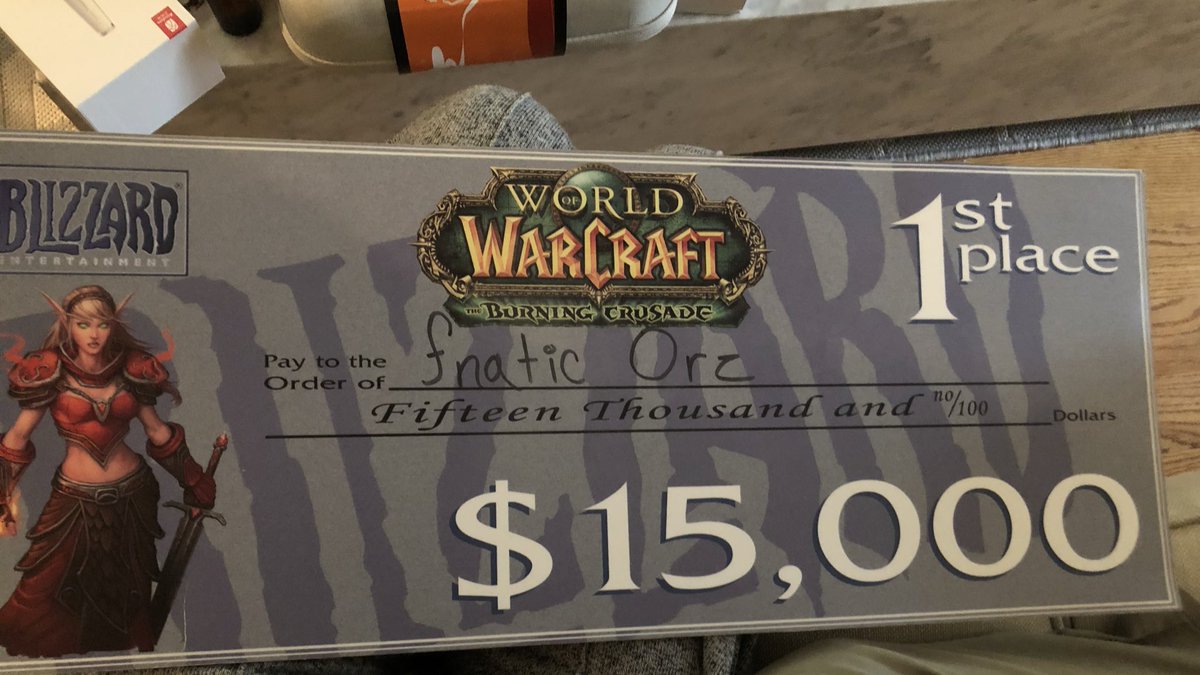 BLIZZARD®
ENTERTAINMENT
WORLD
OF
WARCRAFT
THE BURNING CRUSADE
1st
place
Pay to the
Order of fnatic Orz
Fifteen Thousand and no/100 Dollars
$15,000